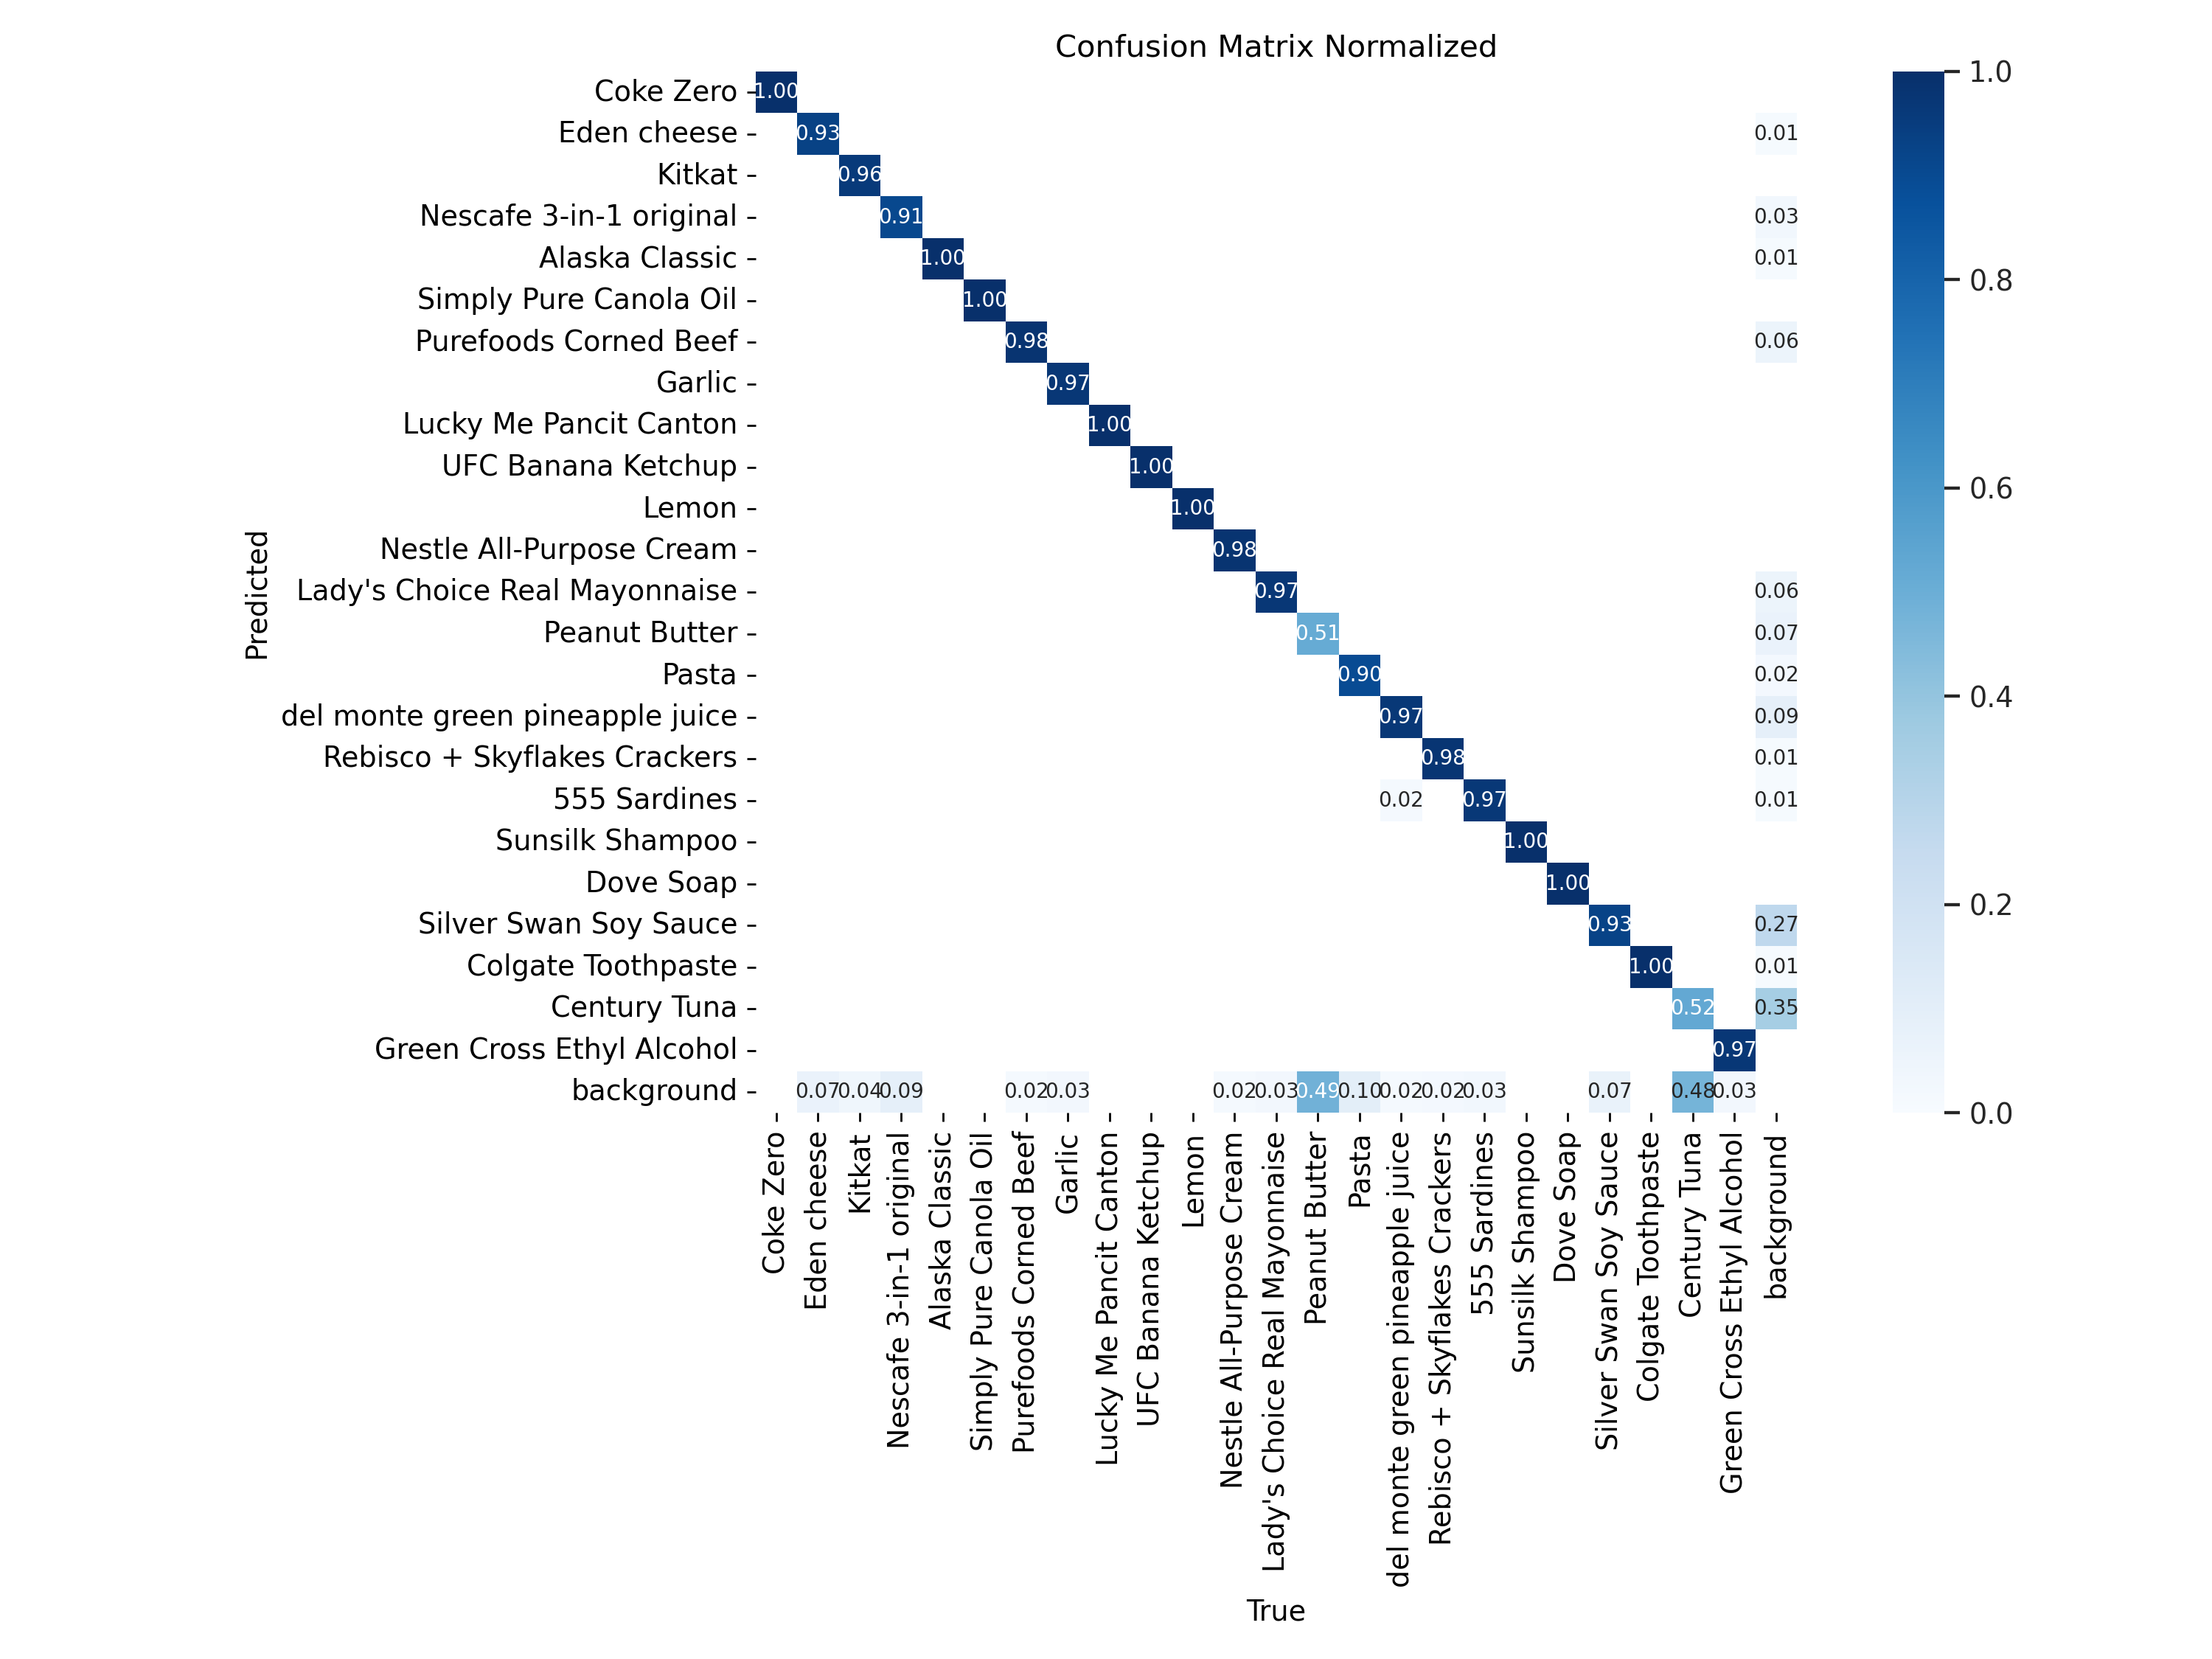 Confusion Matrix Normalized
Coke Zero 1.00
Eden cheese 0.93 0.01
Kitkat 0.96
Nescafe 3-in-1 original 0.91 0.03
Alaska Classic 1.00 0.01
Simply Pure Canola Oil 1.00
Purefoods Corned Beef 0.98 0.06
Garlic 0.97
Lucky Me Pancit Canton 1.00
UFC Banana Ketchup 1.00
Lemon 1.00
Nestle All-Purpose Cream 0.98
Lady's Choice Real Mayonnaise 0.97 0.06
Peanut Butter 0.51 0.07
Pasta 0.90 0.02
del monte green pineapple juice 0.97 0.09
Rebisco + Skyflakes Crackers 0.98 0.01
555 Sardines 0.02 0.97 0.01
Sunsilk Shampoo 1.00
Dove Soap 1.00
Silver Swan Soy Sauce 0.93 0.27
Colgate Toothpaste 1.00 0.01
Century Tuna 0.52 0.35
Green Cross Ethyl Alcohol 0.97
background 0.07 0.04 0.09 0.02 0.03 0.02 0.03 0.49 0.10 0.02 0.02 0.03 0.07 0.48 0.03
Predicted
Coke Zero
Eden cheese
Kitkat
Nescafe 3-in-1 original
Alaska Classic
Simply Pure Canola Oil
Purefoods Corned Beef
Garlic
Lucky Me Pancit Canton
UFC Banana Ketchup
Lemon
Nestle All-Purpose Cream
Lady's Choice Real Mayonnaise
Peanut Butter
Pasta
del monte green pineapple juice
Rebisco + Skyflakes Crackers
555 Sardines
Sunsilk Shampoo
Dove Soap
Silver Swan Soy Sauce
Colgate Toothpaste
Century Tuna
Green Cross Ethyl Alcohol
background
True
1.0
0.8
0.6
0.4
0.2
0.0